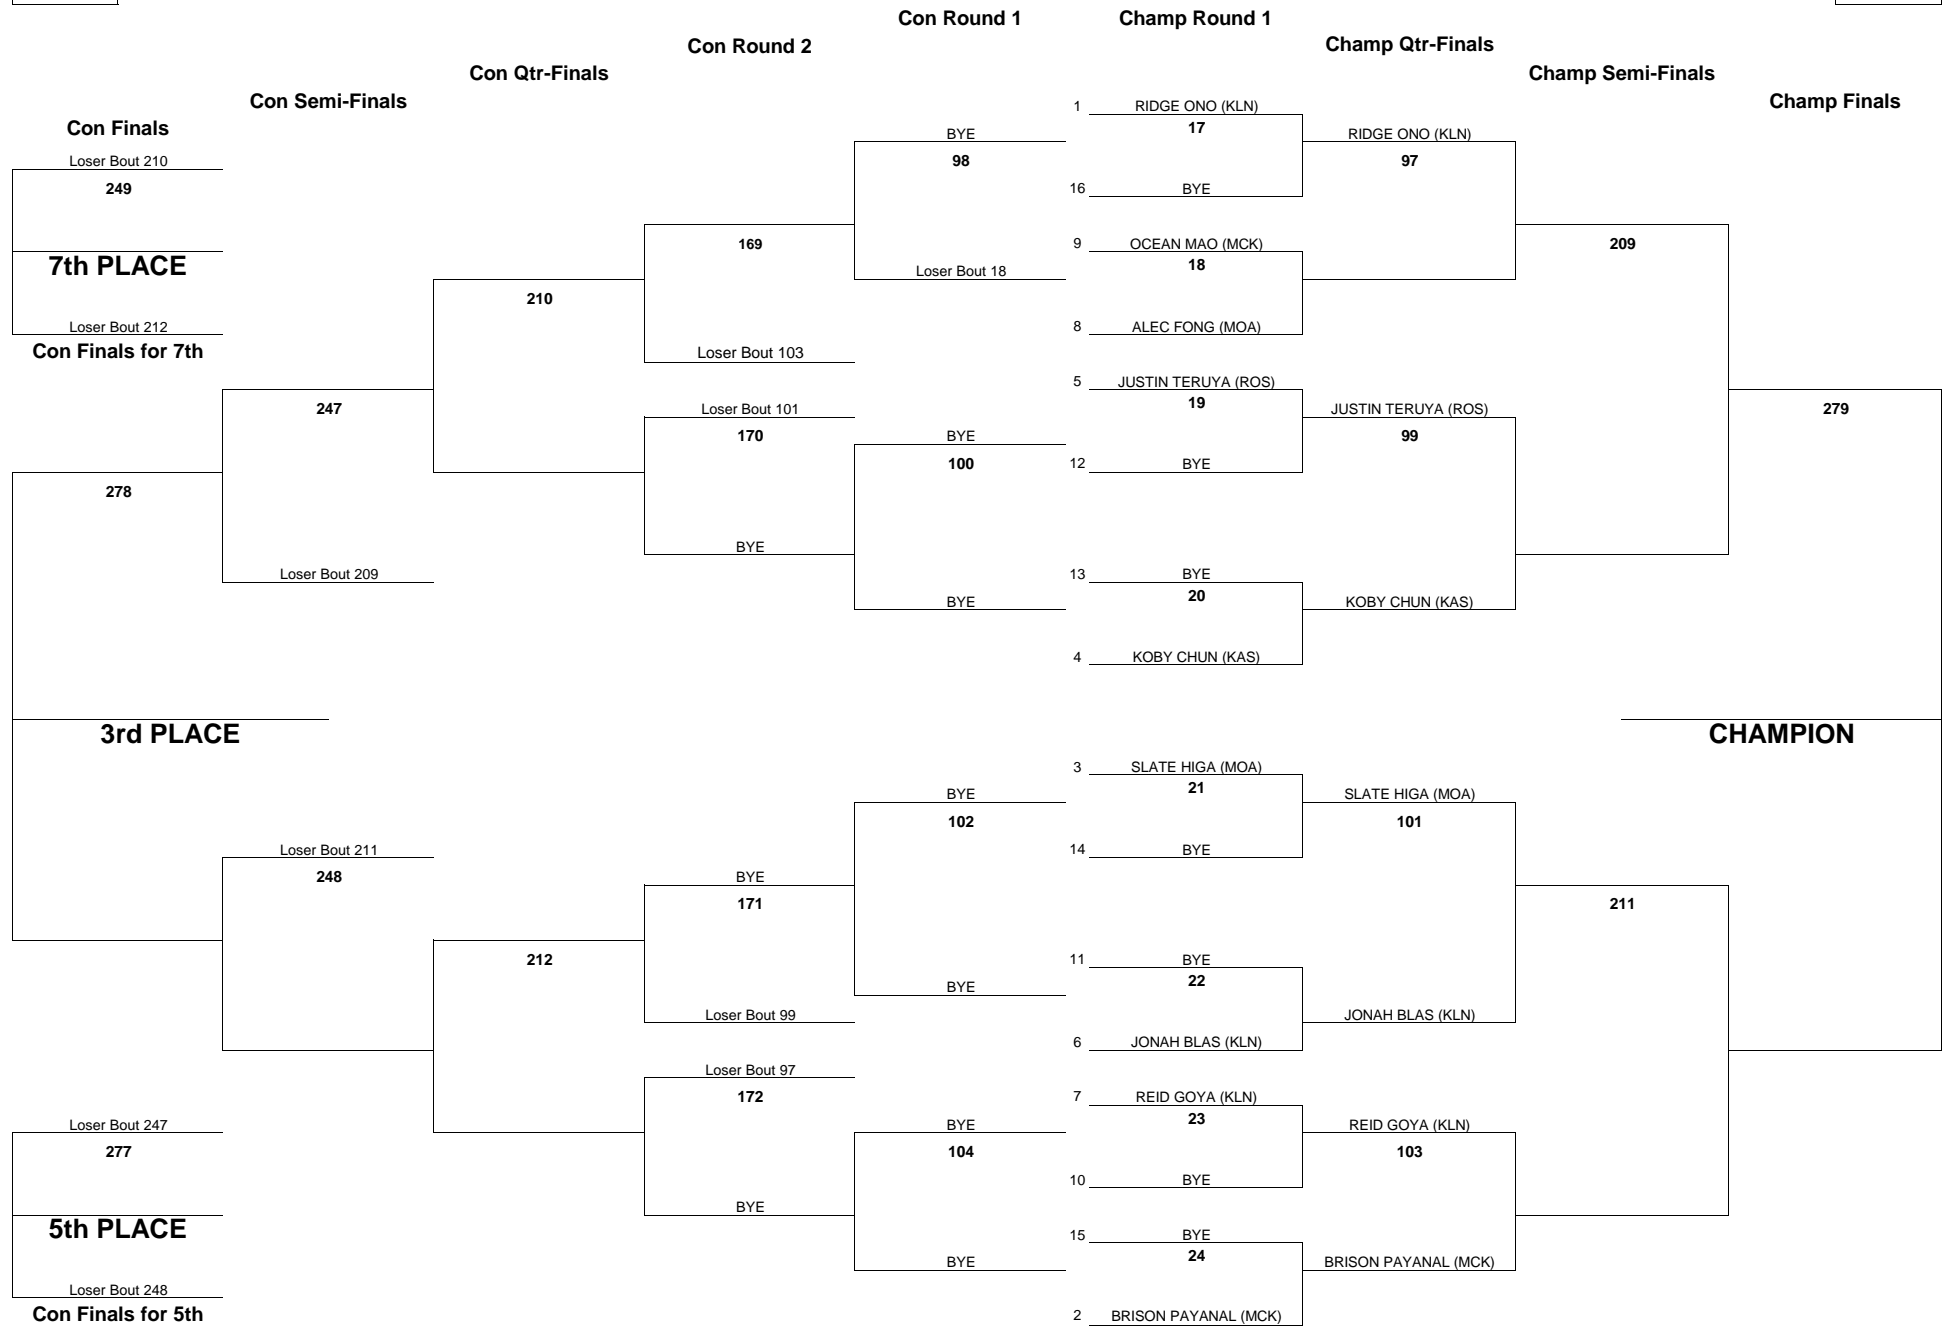 Con Round 1
Champ Round 1
Con Round 2
Champ Qtr-Finals
Con Qtr-Finals
Champ Semi-Finals
Con Semi-Finals
Champ Finals
Con Finals
1 RIDGE ONO (KLN)
17
BYE
RIDGE ONO (KLN)
Loser Bout 210
98
97
249
16 BYE
169
9 OCEAN MAO (MCK)
209
7th PLACE
18
Loser Bout 18
210
Loser Bout 212
8 ALEC FONG (MOA)
Con Finals for 7th
Loser Bout 103
5 JUSTIN TERUYA (ROS)
19
247
Loser Bout 101
JUSTIN TERUYA (ROS)
279
170
BYE
99
100
12 BYE
278
BYE
Loser Bout 209
13 BYE
20
BYE
KOBY CHUN (KAS)
4 KOBY CHUN (KAS)
3rd PLACE
CHAMPION
3 SLATE HIGA (MOA)
21
BYE
SLATE HIGA (MOA)
102
101
Loser Bout 211
14 BYE
248
BYE
171
211
212
11 BYE
22
BYE
Loser Bout 99
JONAH BLAS (KLN)
6 JONAH BLAS (KLN)
Loser Bout 97
172
7 REID GOYA (KLN)
23
Loser Bout 247
BYE
REID GOYA (KLN)
277
104
103
10 BYE
BYE
5th PLACE
15 BYE
24
BYE
BRISON PAYANAL (MCK)
Loser Bout 248
Con Finals for 5th
2 BRISON PAYANAL (MCK)